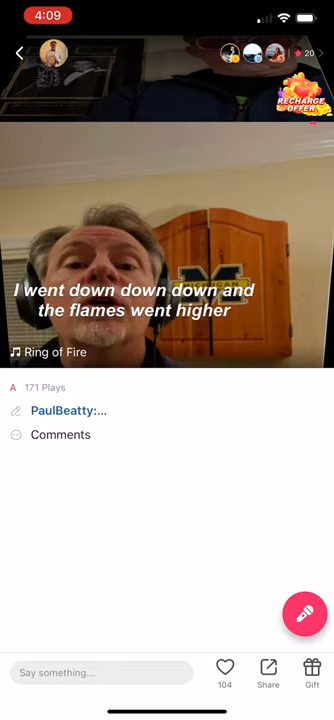 4:09
20
RECHARGE
OFFER
M
MICHIGAN
I went down down down and
the flames went higher
Ring of Fire
A 171 Plays
PaulBeatty:...
Comments
Say something...
104
Share
Gift